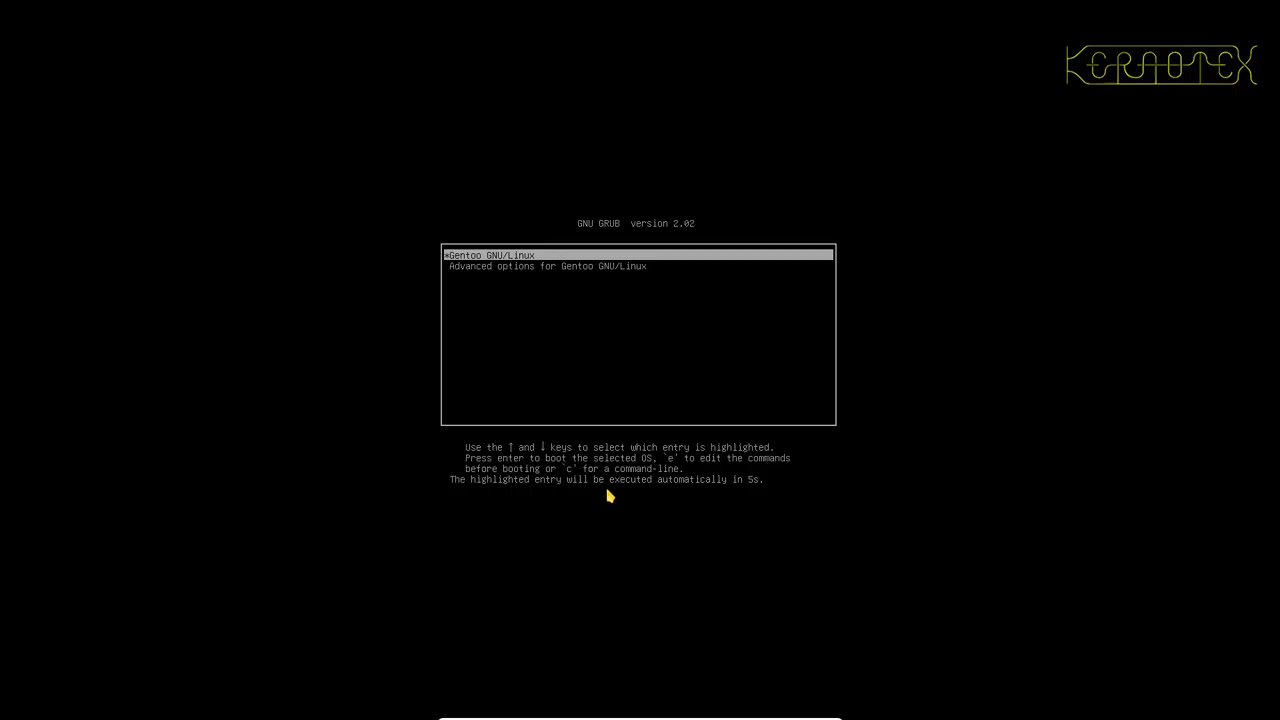 KERNOTEX
GNU GRUB  version 2.02
*Gentoo GNU/Linux
Advanced options for Gentoo GNU/Linux
Use the ↑ and ↓ keys to select which entry is highlighted.
Press enter to boot the selected OS, `e' to edit the commands
before booting or `c' for a command-line.
The highlighted entry will be executed automatically in 5s.